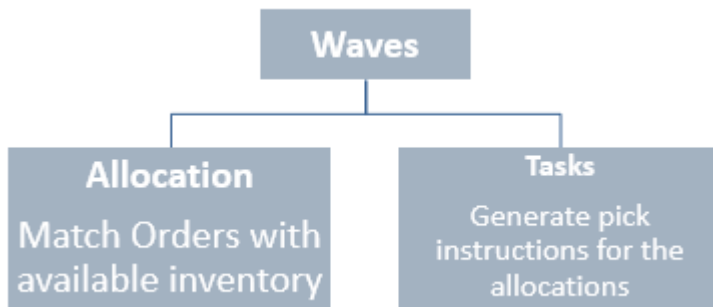 Waves
Allocation
Match Orders with
available inventory
Tasks
Generate pick
instructions for the
allocations